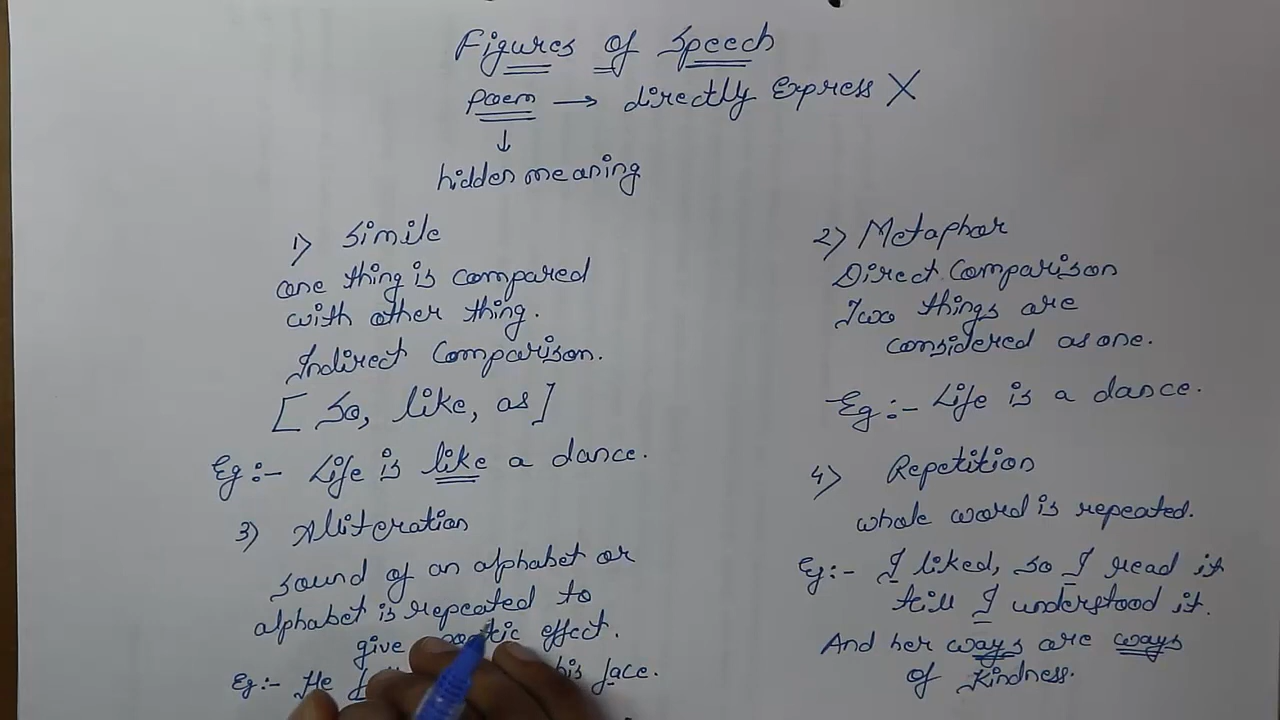 Figures of Speech
Poem → directly Express X
↓
hidden meaning
1) Simile
one thing is compared
with other thing.
Indirect Comparison.
[ So, like, as ]
Eg:- Life is like a dance.
2) Metaphor
Direct Comparison
Two things are
considered as one.
Eg:- Life is a dance.
3) Alliteration
sound of an alphabet or
alphabet is repeated to
give poetic effect.
Eg:- He his face.
4) Repetition
whole word is repeated.
Eg:- I liked, so I read it
till I understood it.
And her ways are ways
of Kindness.